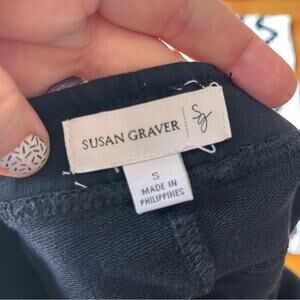 SUSAN GRAVER
sg
S
MADE IN
PHILIPPINES